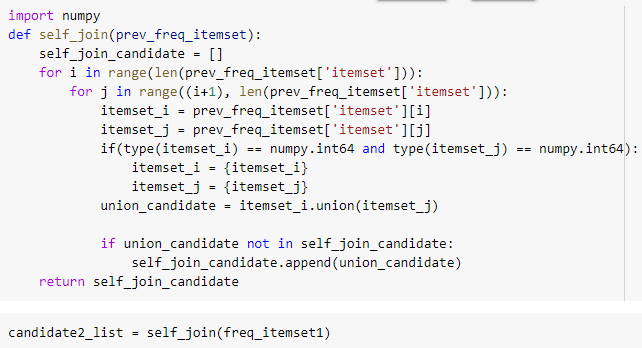 import numpy
def self_join(prev_freq_itemset):
    self_join_candidate = []
    for i in range(len(prev_freq_itemset['itemset'])):
        for j in range((i+1), len(prev_freq_itemset['itemset'])):
            itemset_i = prev_freq_itemset['itemset'][i]
            itemset_j = prev_freq_itemset['itemset'][j]
            if(type(itemset_i) == numpy.int64 and type(itemset_j) == numpy.int64):
                itemset_i = {itemset_i}
                itemset_j = {itemset_j}
            union_candidate = itemset_i.union(itemset_j)

            if union_candidate not in self_join_candidate:
                self_join_candidate.append(union_candidate)
    return self_join_candidate
candidate2_list = self_join(freq_itemset1)